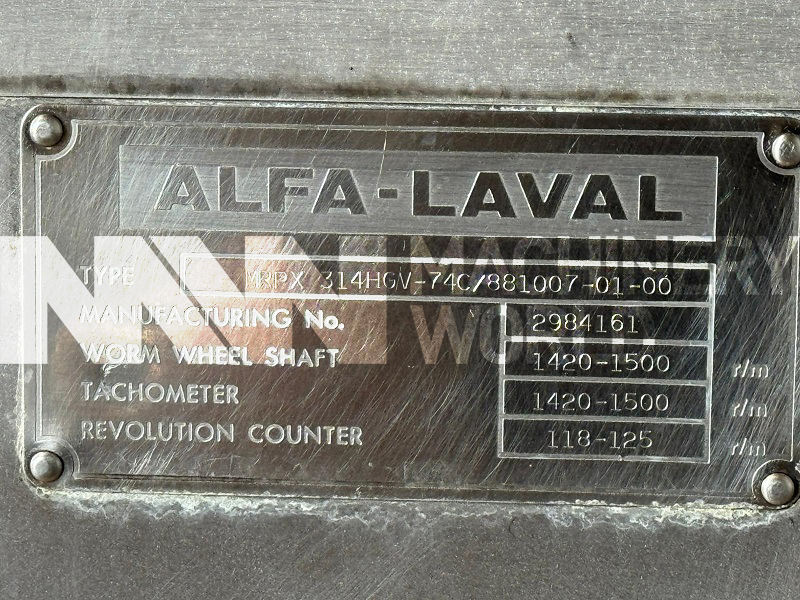 ALFA-LAVAL
TYPE MRPX 314HGV-74C/881007-01-00
MANUFACTURING No. 2984161
WORM WHEEL SHAFT 1420-1500 r/m
TACHOMETER 1420-1500 r/m
REVOLUTION COUNTER 118-125 r/m
MACHINERY
WORLD